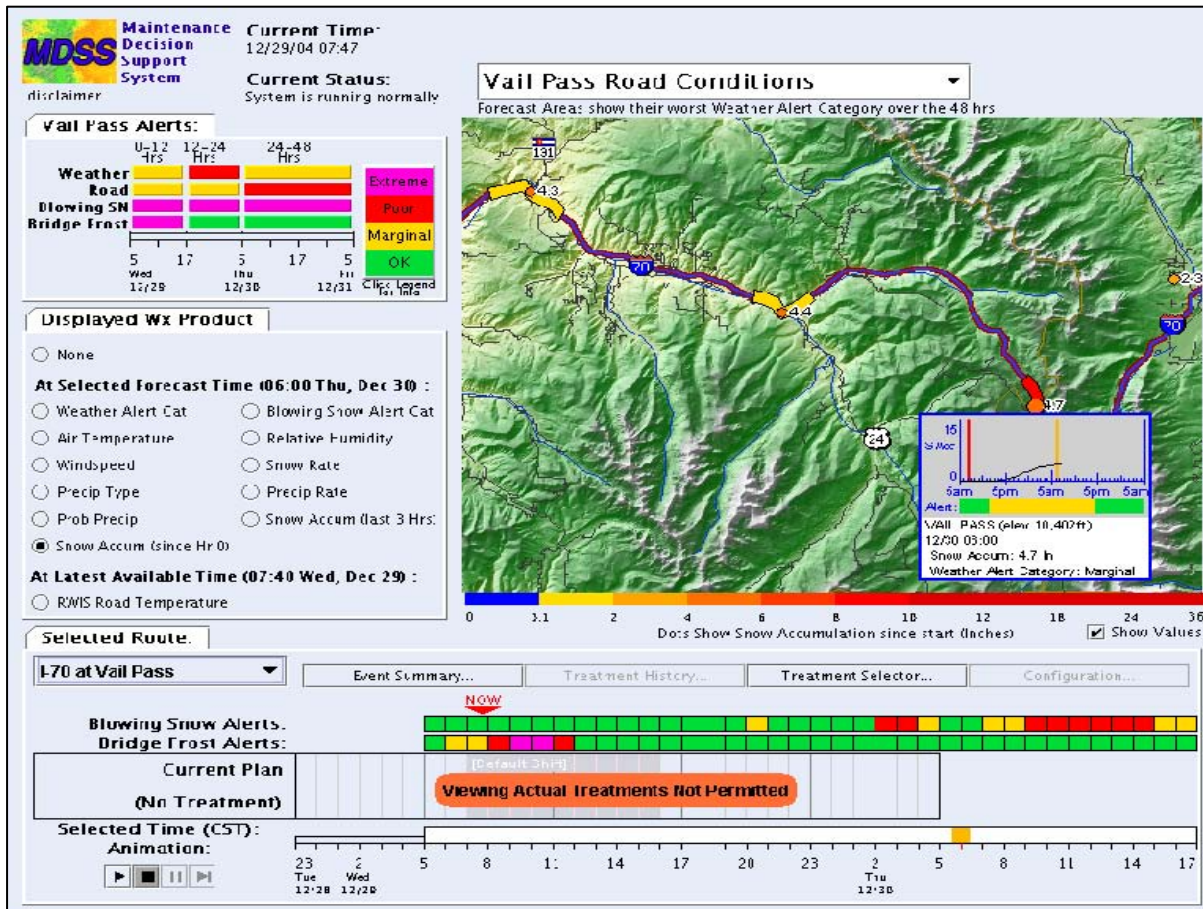 MDSS
Maintenance
Decision
Support
System
disclaimer
Current Time:
12/29/04 07:47
Current Status:
System is running normally
Vail Pass Road Conditions
Forecast Areas show their worst Weather Alert Category over the 48 hrs
Vail Pass Alerts:
0-12 Hrs
12-24 Hrs
24-48 Hrs
Weather
Road
Blowing SN
Bridge Frost
Extreme
Poor
Marginal
OK
Click Legend
for Info
5 17 5 17 5
Wed Thu Fri
12/29 12/30 12/31
Displayed Wx Product
None
At Selected Forecast Time (06:00 Thu, Dec 30) :
Weather Alert Cat Blowing Snow Alert Cat
Air Temperature Relative Humidity
Windspeed Snow Rate
Precip Type Precip Rate
Prob Precip Snow Accum (last 3 Hrs)
Snow Accum (since Hr 0)
At Latest Available Time (07:40 Wed, Dec 29) :
RWIS Road Temperature
131
4.3
70
4.4
24
4.7
2.3
70
15
0
5am 5pm 5am 5pm 5am
Alert:
VAIL PASS (elev 10,407ft)
12/30 06:00
Snow Accum: 4.7 in
Weather Alert Category: Marginal
0 0.1 2 4 6 8 10 12 18 24 36
Dots Show Snow Accumulation since start (Inches)
Show Values
Selected Route:
I-70 at Vail Pass
Event Summary... Treatment History... Treatment Selector... Configuration...
NOW
Blowing Snow Alerts:
Bridge Frost Alerts:
Current Plan
(No Treatment)
[Default Shift]
Viewing Actual Treatments Not Permitted
Selected Time (CST):
Animation:
23 2 5 8 11 14 17 20 23 2 5 8 11 14 17
Tue Wed Thu
12/28 12/29 12/30